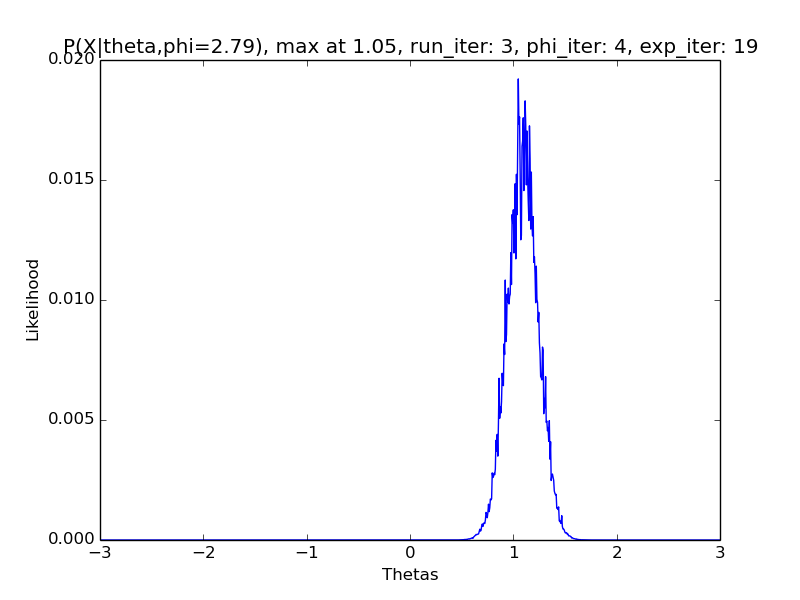 P(X|theta,phi=2.79), max at 1.05, run_iter: 3, phi_iter: 4, exp_iter: 19
0.020
0.015
0.010
0.005
0.000
Likelihood
−3 −2 −1 0 1 2 3
Thetas